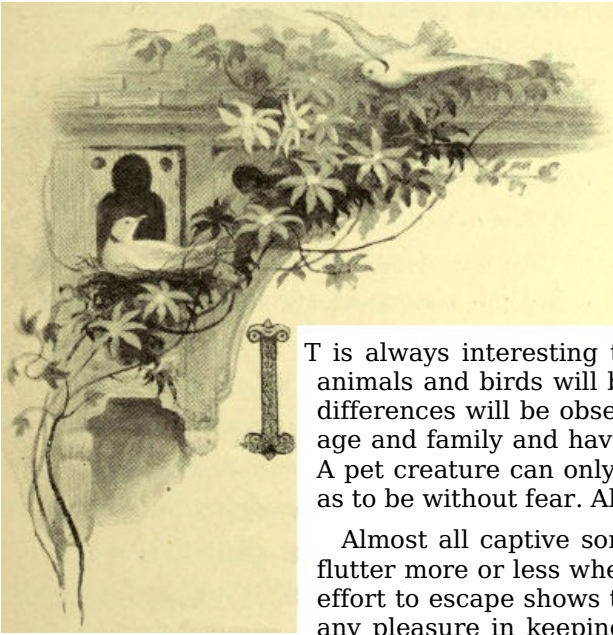 IT is always interesting t
animals and birds will b
differences will be obse
age and family and hav
A pet creature can only
as to be without fear. Al
Almost all captive so
flutter more or less whe
effort to escape shows t
any pleasure in keeping